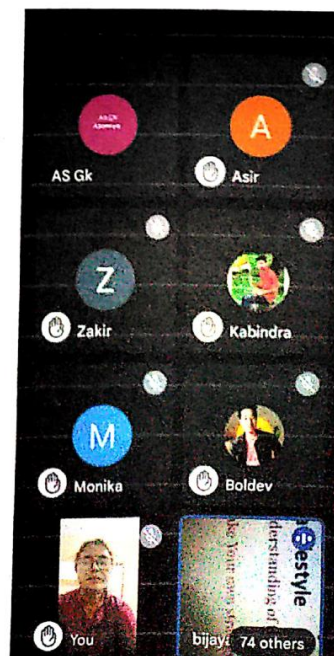 AS Gk
A
Asir
Z
Zakir
Kabindra
M
Monika
Boldev
You
estyle
derstanding of
bijay
74 others